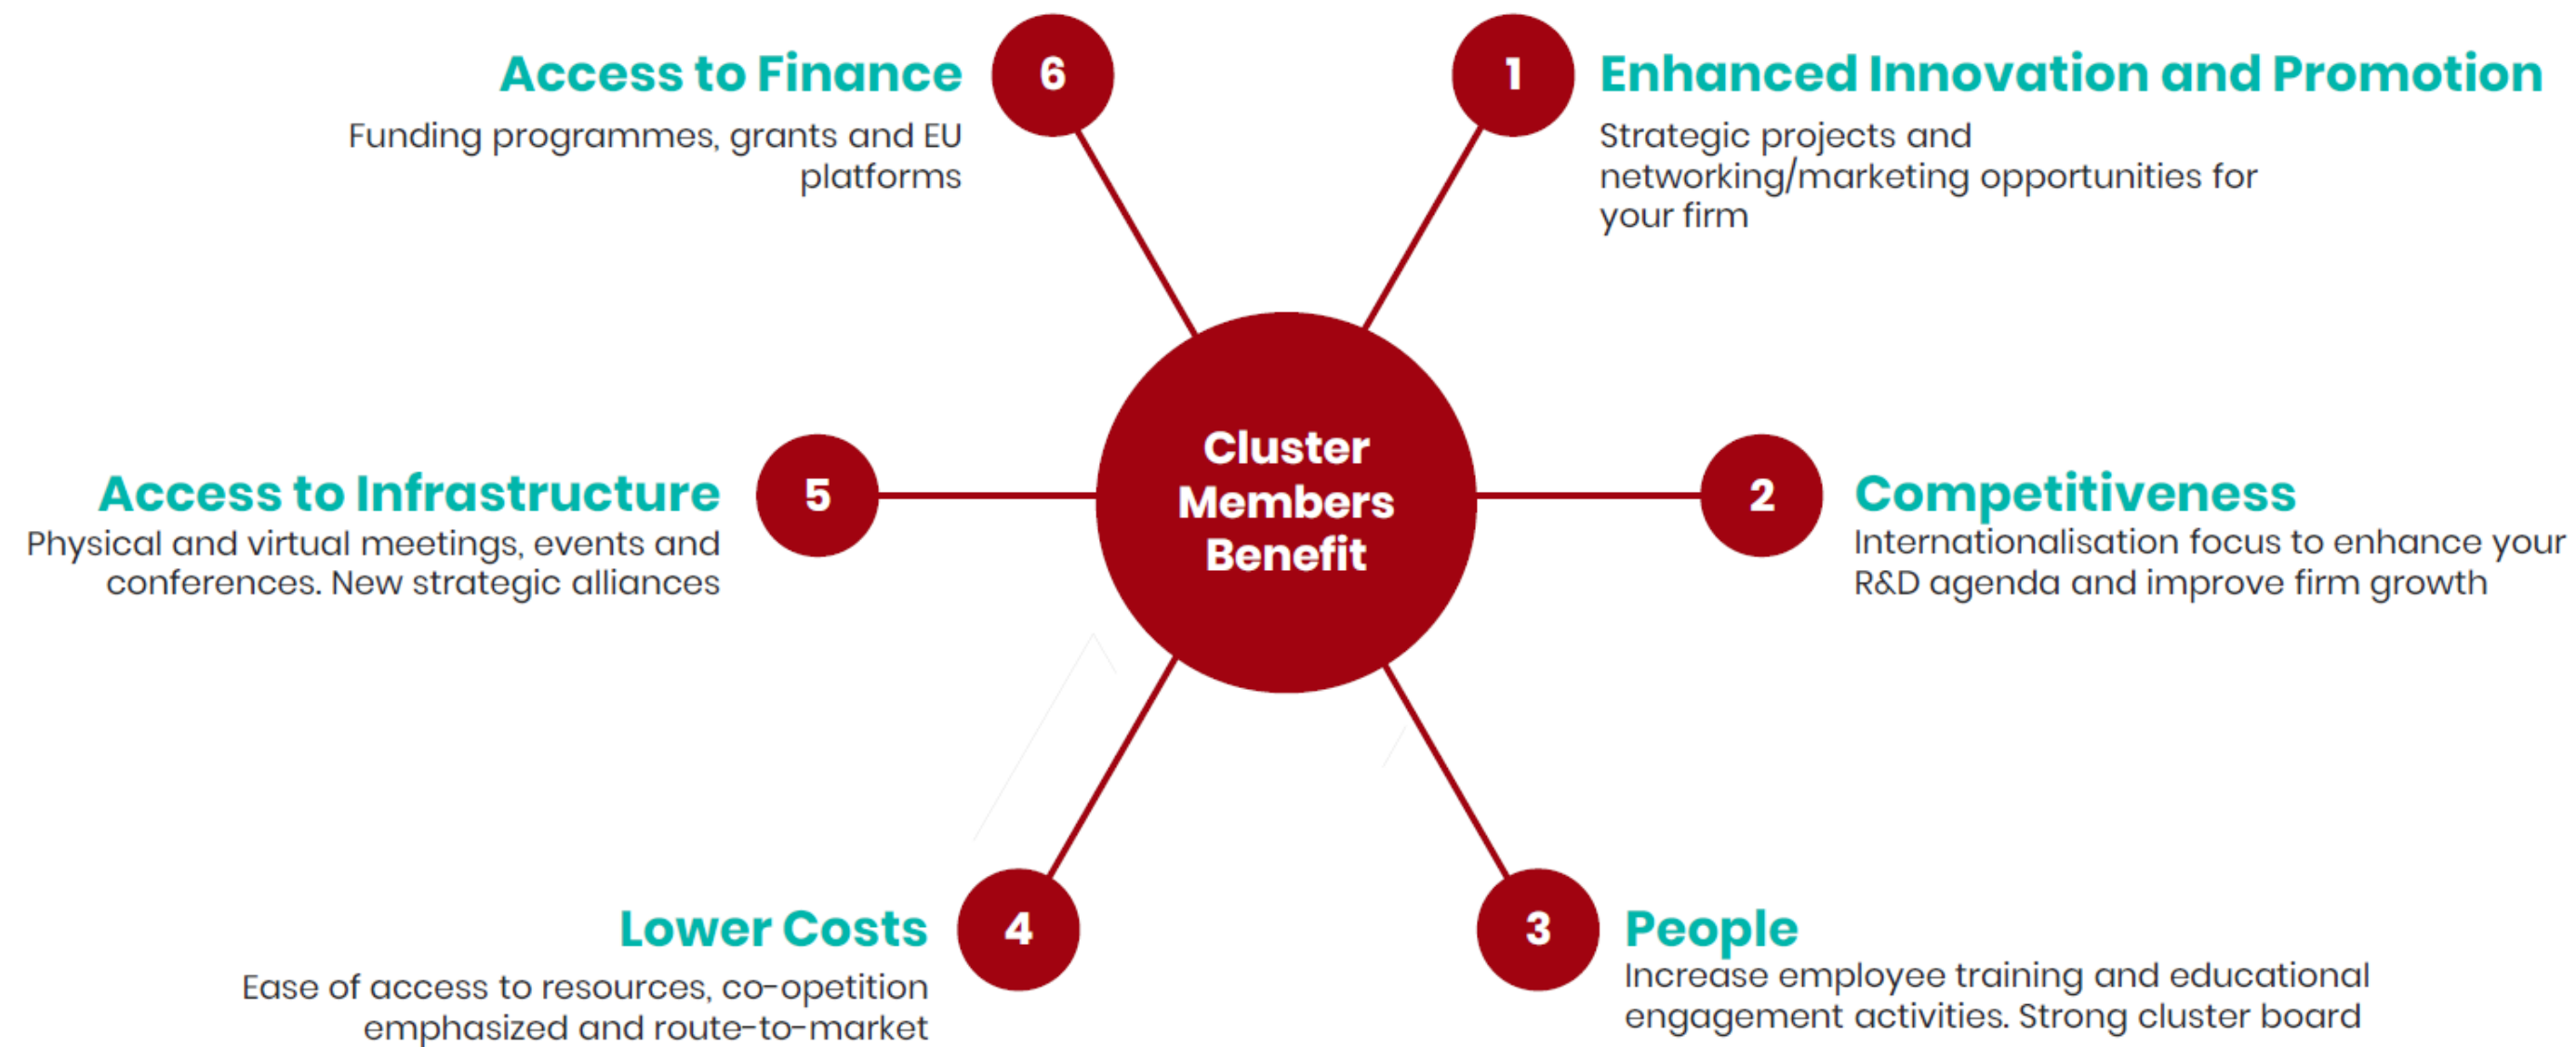 Cluster
Members
Benefit
1
Enhanced Innovation and Promotion
Strategic projects and
networking/marketing opportunities for
your firm
2
Competitiveness
Internationalisation focus to enhance your
R&D agenda and improve firm growth
3
People
Increase employee training and educational
engagement activities. Strong cluster board
4
Lower Costs
Ease of access to resources, co-opetition
emphasized and route-to-market
5
Access to Infrastructure
Physical and virtual meetings, events and
conferences. New strategic alliances
6
Access to Finance
Funding programmes, grants and EU
platforms